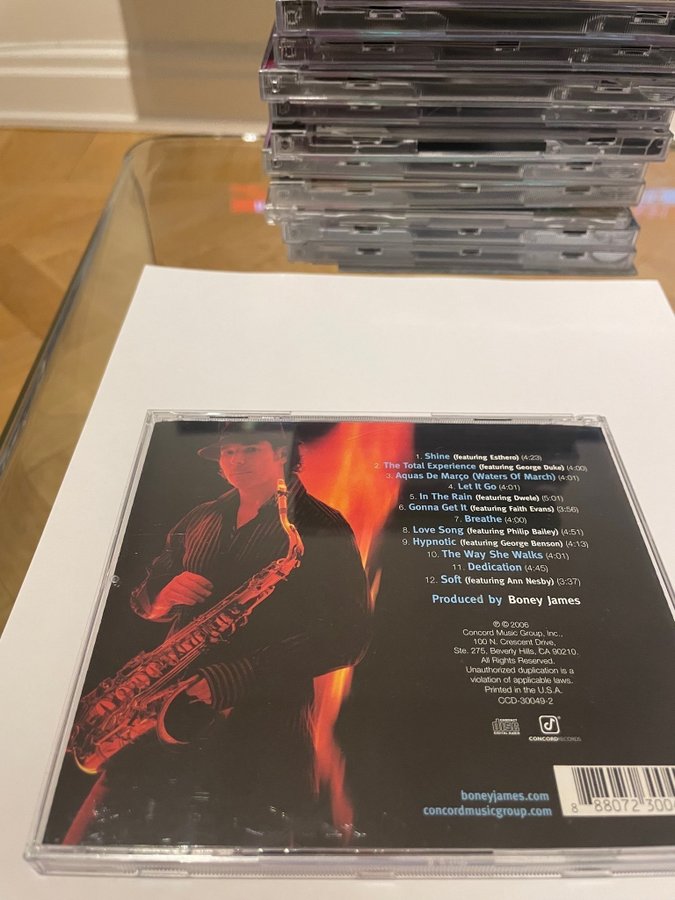 1. Shine (featuring Esthero) (4:23)
2. The Total Experience (featuring George Duke) (4:00)
3. Aquas De Março (Waters Of March) (4:01)
4. Let It Go (4:01)
5. In The Rain (featuring Dwele) (5:01)
6. Gonna Get It (featuring Faith Evans) (3:56)
7. Breathe (4:00)
8. Love Song (featuring Philip Bailey) (4:51)
9. Hypnotic (featuring George Benson) (4:13)
10. The Way She Walks (4:01)
11. Dedication (4:45)
12. Soft (featuring Ann Nesby) (3:37)
Produced by Boney James
℗ © 2006
Concord Music Group, Inc.,
100 N. Crescent Drive,
Ste. 275, Beverly Hills, CA 90210.
All Rights Reserved.
Unauthorized duplication is a
violation of applicable laws.
Printed in the U.S.A.
CCD-30049-2
COMPACT
disc
DIGITAL AUDIO
CONCORD RECORDS
boneyjames.com
concordmusicgroup.com
8 88072 300